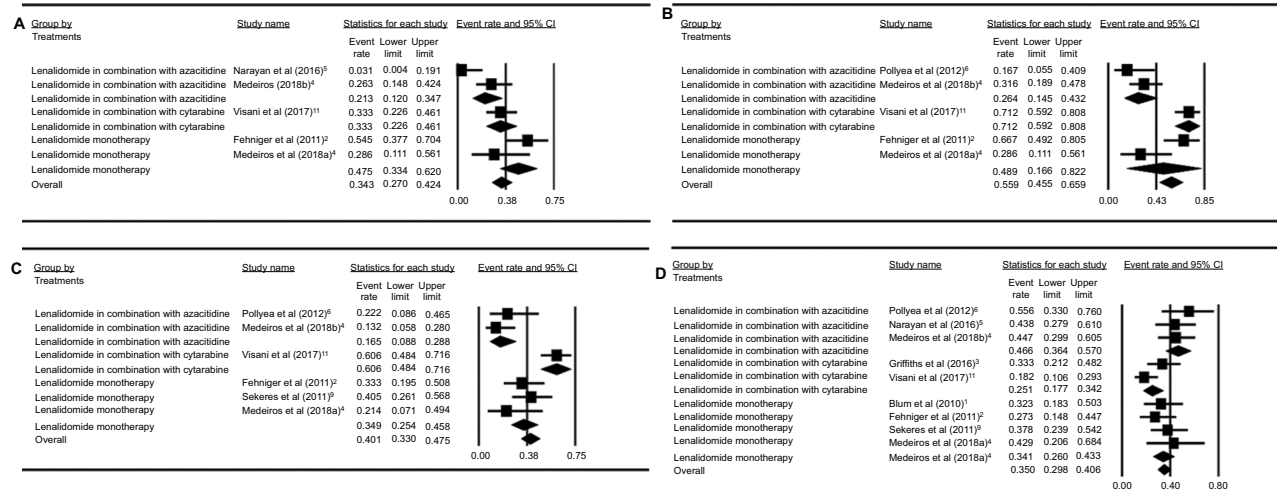 A
Group by Study name Statistics for each study Event rate and 95% CI
Treatments
Event Lower Upper
rate limit limit
Lenalidomide in combination with azacitidine Narayan et al (2016)⁵ 0.031 0.004 0.191
Lenalidomide in combination with azacitidine Medeiros (2018b)⁴ 0.263 0.148 0.424
Lenalidomide in combination with azacitidine 0.213 0.120 0.347
Lenalidomide in combination with cytarabine Visani et al (2017)¹¹ 0.333 0.226 0.461
Lenalidomide in combination with cytarabine 0.333 0.226 0.461
Lenalidomide monotherapy Fehniger et al (2011)² 0.545 0.377 0.704
Lenalidomide monotherapy Medeiros et al (2018a)⁴ 0.286 0.111 0.561
Lenalidomide monotherapy 0.475 0.334 0.620
Overall 0.343 0.270 0.424
0.00 0.38 0.75
B
Group by Study name Statistics for each study Event rate and 95% CI
Treatments
Event Lower Upper
rate limit limit
Lenalidomide in combination with azacitidine Pollyea et al (2012)⁶ 0.167 0.055 0.409
Lenalidomide in combination with azacitidine Medeiros et al (2018b)⁴ 0.316 0.189 0.478
Lenalidomide in combination with azacitidine 0.264 0.145 0.432
Lenalidomide in combination with cytarabine Visani et al (2017)¹¹ 0.712 0.592 0.808
Lenalidomide in combination with cytarabine 0.712 0.592 0.808
Lenalidomide monotherapy Fehniger et al (2011)² 0.667 0.492 0.805
Lenalidomide monotherapy Medeiros et al (2018a)⁴ 0.286 0.111 0.561
Lenalidomide monotherapy 0.489 0.166 0.822
Overall 0.559 0.455 0.659
0.00 0.43 0.85
C
Group by Study name Statistics for each study Event rate and 95% CI
Treatments
Event Lower Upper
rate limit limit
Lenalidomide in combination with azacitidine Pollyea et al (2012)⁶ 0.222 0.086 0.465
Lenalidomide in combination with azacitidine Medeiros et al (2018b)⁴ 0.132 0.058 0.280
Lenalidomide in combination with azacitidine 0.165 0.088 0.288
Lenalidomide in combination with cytarabine Visani et al (2017)¹¹ 0.606 0.484 0.716
Lenalidomide in combination with cytarabine 0.606 0.484 0.716
Lenalidomide monotherapy Fehniger et al (2011)² 0.333 0.195 0.508
Lenalidomide monotherapy Sekeres et al (2011)⁹ 0.405 0.261 0.568
Lenalidomide monotherapy Medeiros et al (2018a)⁴ 0.214 0.071 0.494
Lenalidomide monotherapy 0.349 0.254 0.458
Overall 0.401 0.330 0.475
0.00 0.38 0.75
D
Group by Study name Statistics for each study Event rate and 95% CI
Treatments
Event Lower Upper
rate limit limit
Lenalidomide in combination with azacitidine Pollyea et al (2012)⁶ 0.556 0.330 0.760
Lenalidomide in combination with azacitidine Narayan et al (2016)⁵ 0.438 0.279 0.610
Lenalidomide in combination with azacitidine Medeiros et al (2018b)⁴ 0.447 0.299 0.605
Lenalidomide in combination with azacitidine 0.466 0.364 0.570
Lenalidomide in combination with cytarabine Griffiths et al (2016)³ 0.333 0.212 0.482
Lenalidomide in combination with cytarabine Visani et al (2017)¹¹ 0.182 0.106 0.293
Lenalidomide in combination with cytarabine 0.251 0.177 0.342
Lenalidomide monotherapy Blum et al (2010)¹ 0.323 0.183 0.503
Lenalidomide monotherapy Fehniger et al (2011)² 0.273 0.148 0.447
Lenalidomide monotherapy Sekeres et al (2011)⁹ 0.378 0.239 0.542
Lenalidomide monotherapy Medeiros et al (2018a)⁴ 0.429 0.206 0.684
Lenalidomide monotherapy Medeiros et al (2018a)⁴ 0.341 0.260 0.433
Overall 0.350 0.298 0.406
0.00 0.40 0.80